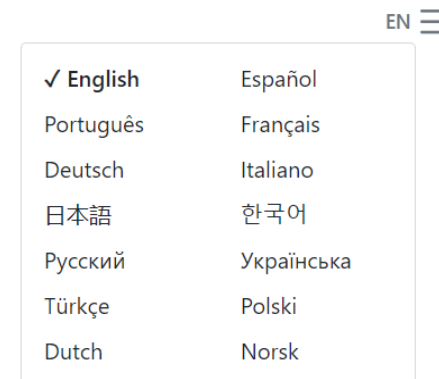 EN
✓ English Español
Português Français
Deutsch Italiano
日本語 한국어
Русский Українська
Türkçe Polski
Dutch Norsk